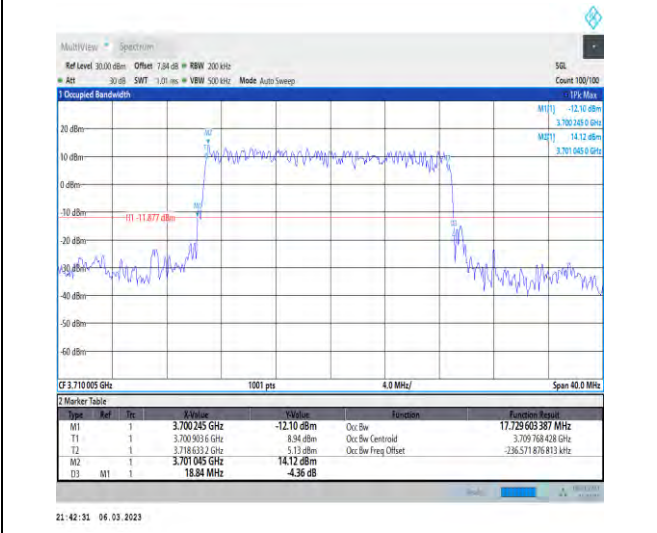 MultiView Spectrum
Ref Level 30.00 dBm Offset 7.84 dB RBW 200 kHz SGL
Att 30 dB SWT 1.01 ms VBW 500 kHz Mode Auto Sweep Count 100/100
1 Occupied Bandwidth 1Pk Max
M1[1] -12.10 dBm
3.700 245 0 GHz
M2[1] 14.12 dBm
3.701 045 0 GHz
20 dBm
M2
T1
10 dBm
0 dBm
M1
-10 dBm
H1 -11.877 dBm
D3
-20 dBm
-30 dBm
-40 dBm
-50 dBm
-60 dBm
CF 3.710 005 GHz 1001 pts 4.0 MHz/ Span 40.0 MHz
2 Marker Table
Type Ref Trc X-Value Y-Value Function Function Result
M1 1 3.700 245 GHz -12.10 dBm Occ Bw 17.729 603 387 MHz
T1 1 3.700 903 6 GHz 8.94 dBm Occ Bw Centroid 3.709 768 428 GHz
T2 1 3.718 633 2 GHz 5.13 dBm Occ Bw Freq Offset -236.571 876 813 kHz
M2 1 3.701 045 GHz 14.12 dBm
D3 M1 1 18.84 MHz -4.36 dB
21:42:31 06.03.2023